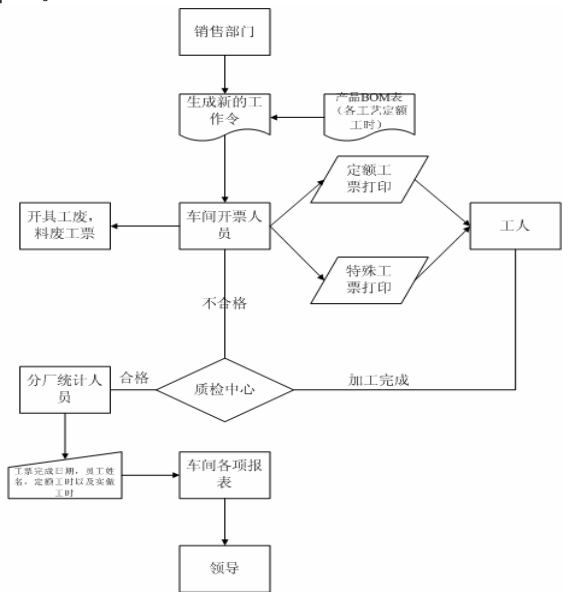 销售部门
生成新的工
作令
产品BOM表
（各工艺定额
工时）
定额工
票打印
开具工废，
料废工票
车间开票人
员
工人
特殊工
票打印
不合格
分厂统计人
员
合格
质检中心
加工完成
工票完成日期，员工姓
名，定额工时以及实做
工时
车间各项报
表
领导